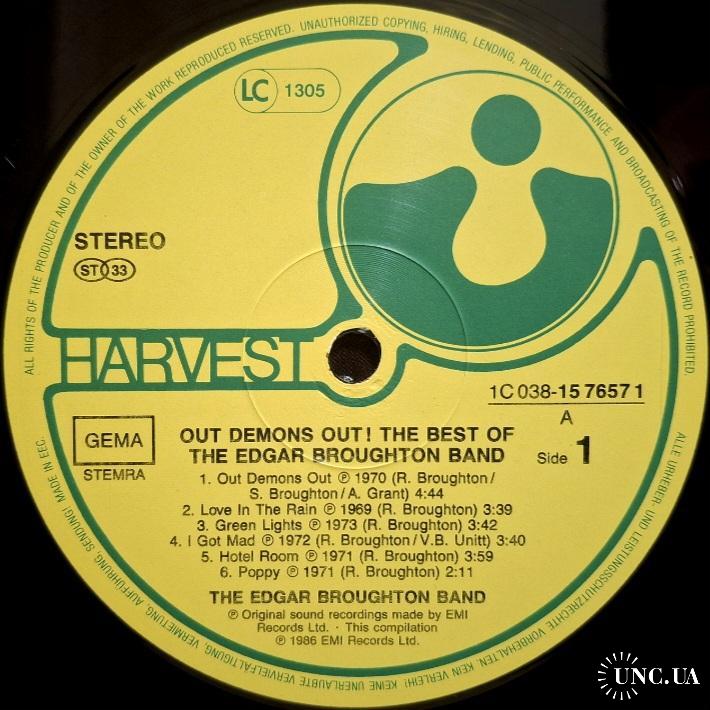 ALL RIGHTS OF THE PRODUCER AND OF THE OWNER OF THE WORK REPRODUCED RESERVED. UNAUTHORIZED COPYING, HIRING, LENDING, PUBLIC PERFORMANCE AND BROADCASTING OF THE RECORD PROHIBITED.
LC 1305
STEREO
ST 33
HARVEST
1C 038-15 7657 1
A
Side 1
GEMA
STEMRA
OUT DEMONS OUT! THE BEST OF
THE EDGAR BROUGHTON BAND
1. Out Demons Out ℗ 1970 (R. Broughton/
S. Broughton/A. Grant) 4:44
2. Love In The Rain ℗ 1969 (R. Broughton) 3:39
3. Green Lights ℗ 1973 (R. Broughton) 3:42
4. I Got Mad ℗ 1972 (R. Broughton/V.B. Unitt) 3:40
5. Hotel Room ℗ 1971 (R. Broughton) 3:59
6. Poppy ℗ 1971 (R. Broughton) 2:11
THE EDGAR BROUGHTON BAND
℗ Original sound recordings made by EMI
Records Ltd. · This compilation
℗ 1986 EMI Records Ltd.
ALLE URHEBER- UND LEISTUNGSSCHUTZRECHTE VORBEHALTEN. KEIN VERLEIH! KEINE UNERLAUBTE VERVIELFÄLTIGUNG, VERMIETUNG, AUFFÜHRUNG, SENDUNG! MADE IN EEC.
UNC.UA